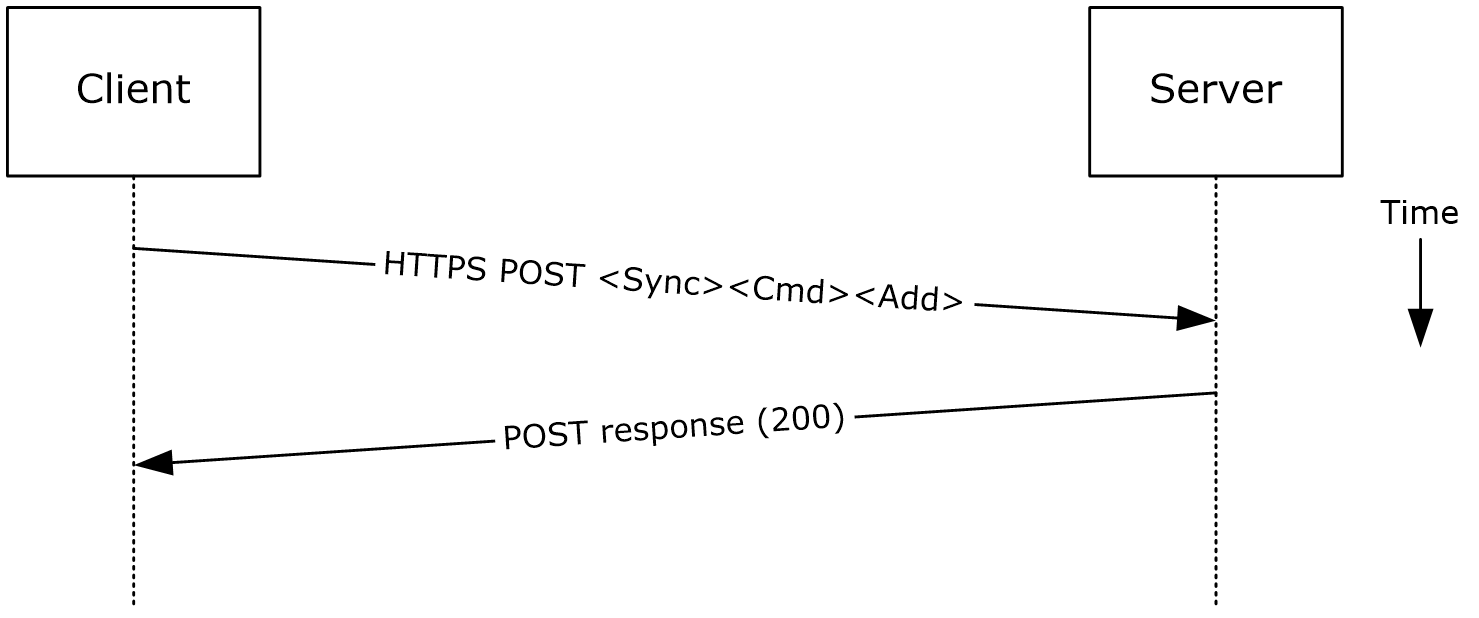 Client
Server
Time
HTTPS POST <Sync><Cmd><Add>
POST response (200)